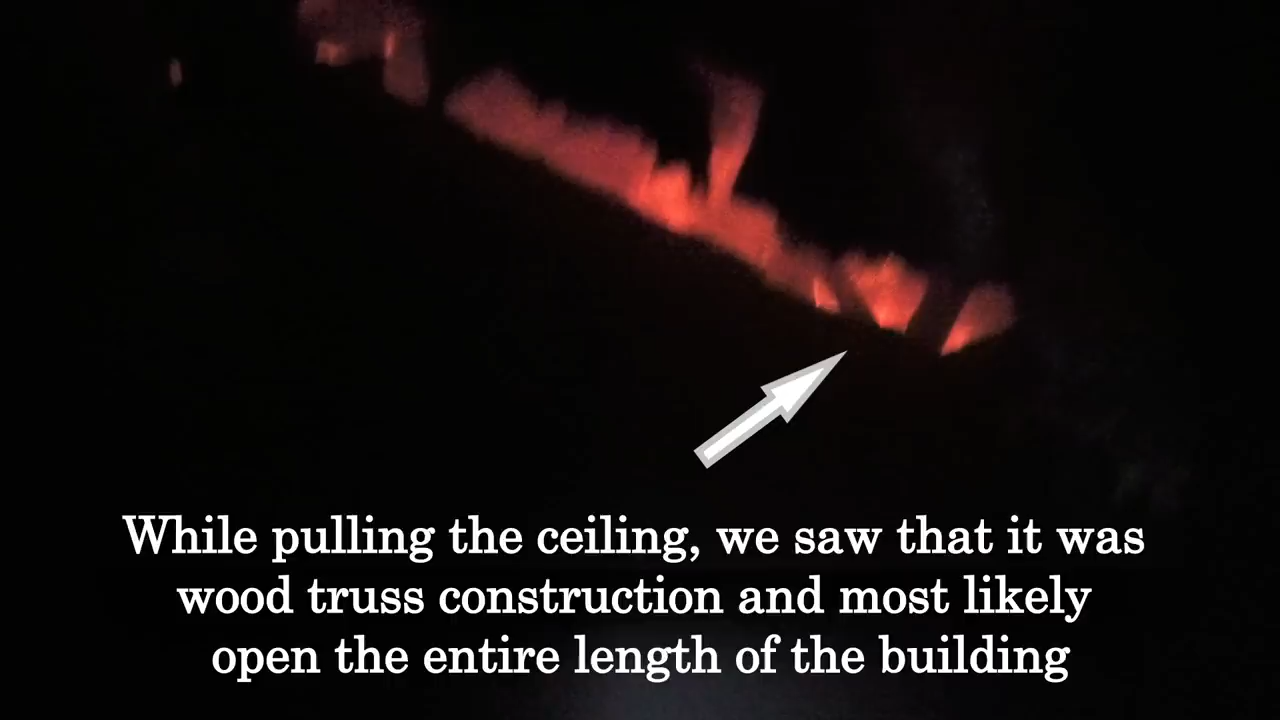 While pulling the ceiling, we saw that it was
wood truss construction and most likely
open the entire length of the building